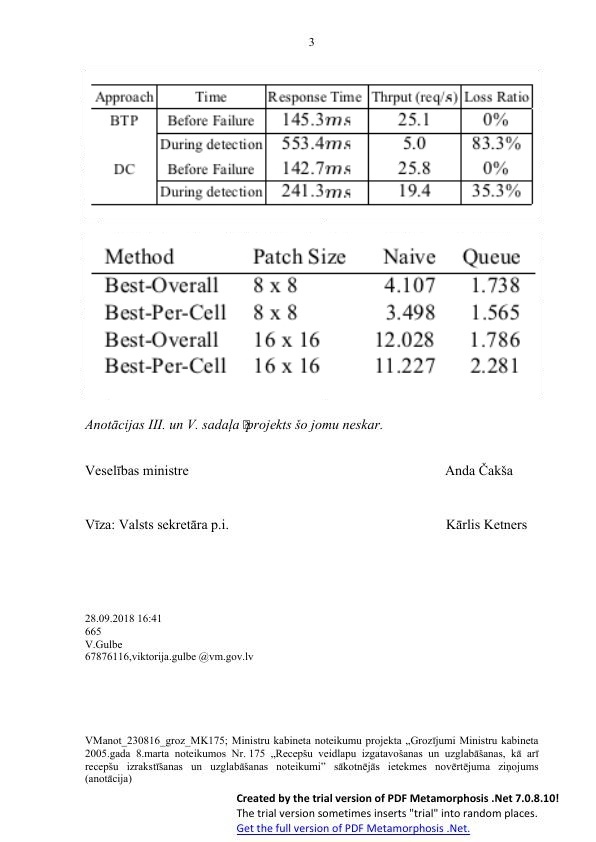 3
Approach Time Response Time Thrput (req/s) Loss Ratio
BTP Before Failure 145.3ms 25.1 0%
During detection 553.4ms 5.0 83.3%
DC Before Failure 142.7ms 25.8 0%
During detection 241.3ms 19.4 35.3%
Method Patch Size Naive Queue
Best-Overall 8 x 8 4.107 1.738
Best-Per-Cell 8 x 8 3.498 1.565
Best-Overall 16 x 16 12.028 1.786
Best-Per-Cell 16 x 16 11.227 2.281
Anotācijas III. un V. sadaļa projekts šo jomu neskar.
Veselības ministre Anda Čakša
Vīza: Valsts sekretāra p.i. Kārlis Ketners
28.09.2018 16:41
665
V.Gulbe
67876116,viktorija.gulbe @vm.gov.lv
VManot_230816_groz_MK175; Ministru kabineta noteikumu projekta „Grozījumi Ministru kabineta
2005.gada 8.marta noteikumos Nr. 175 „Recepšu veidlapu izgatavošanas un uzglabāšanas, kā arī
recepšu izrakstīšanas un uzglabāšanas noteikumi” sākotnējās ietekmes novērtējuma ziņojums
(anotācija)
Created by the trial version of PDF Metamorphosis .Net 7.0.8.10!
The trial version sometimes inserts "trial" into random places.
Get the full version of PDF Metamorphosis .Net.